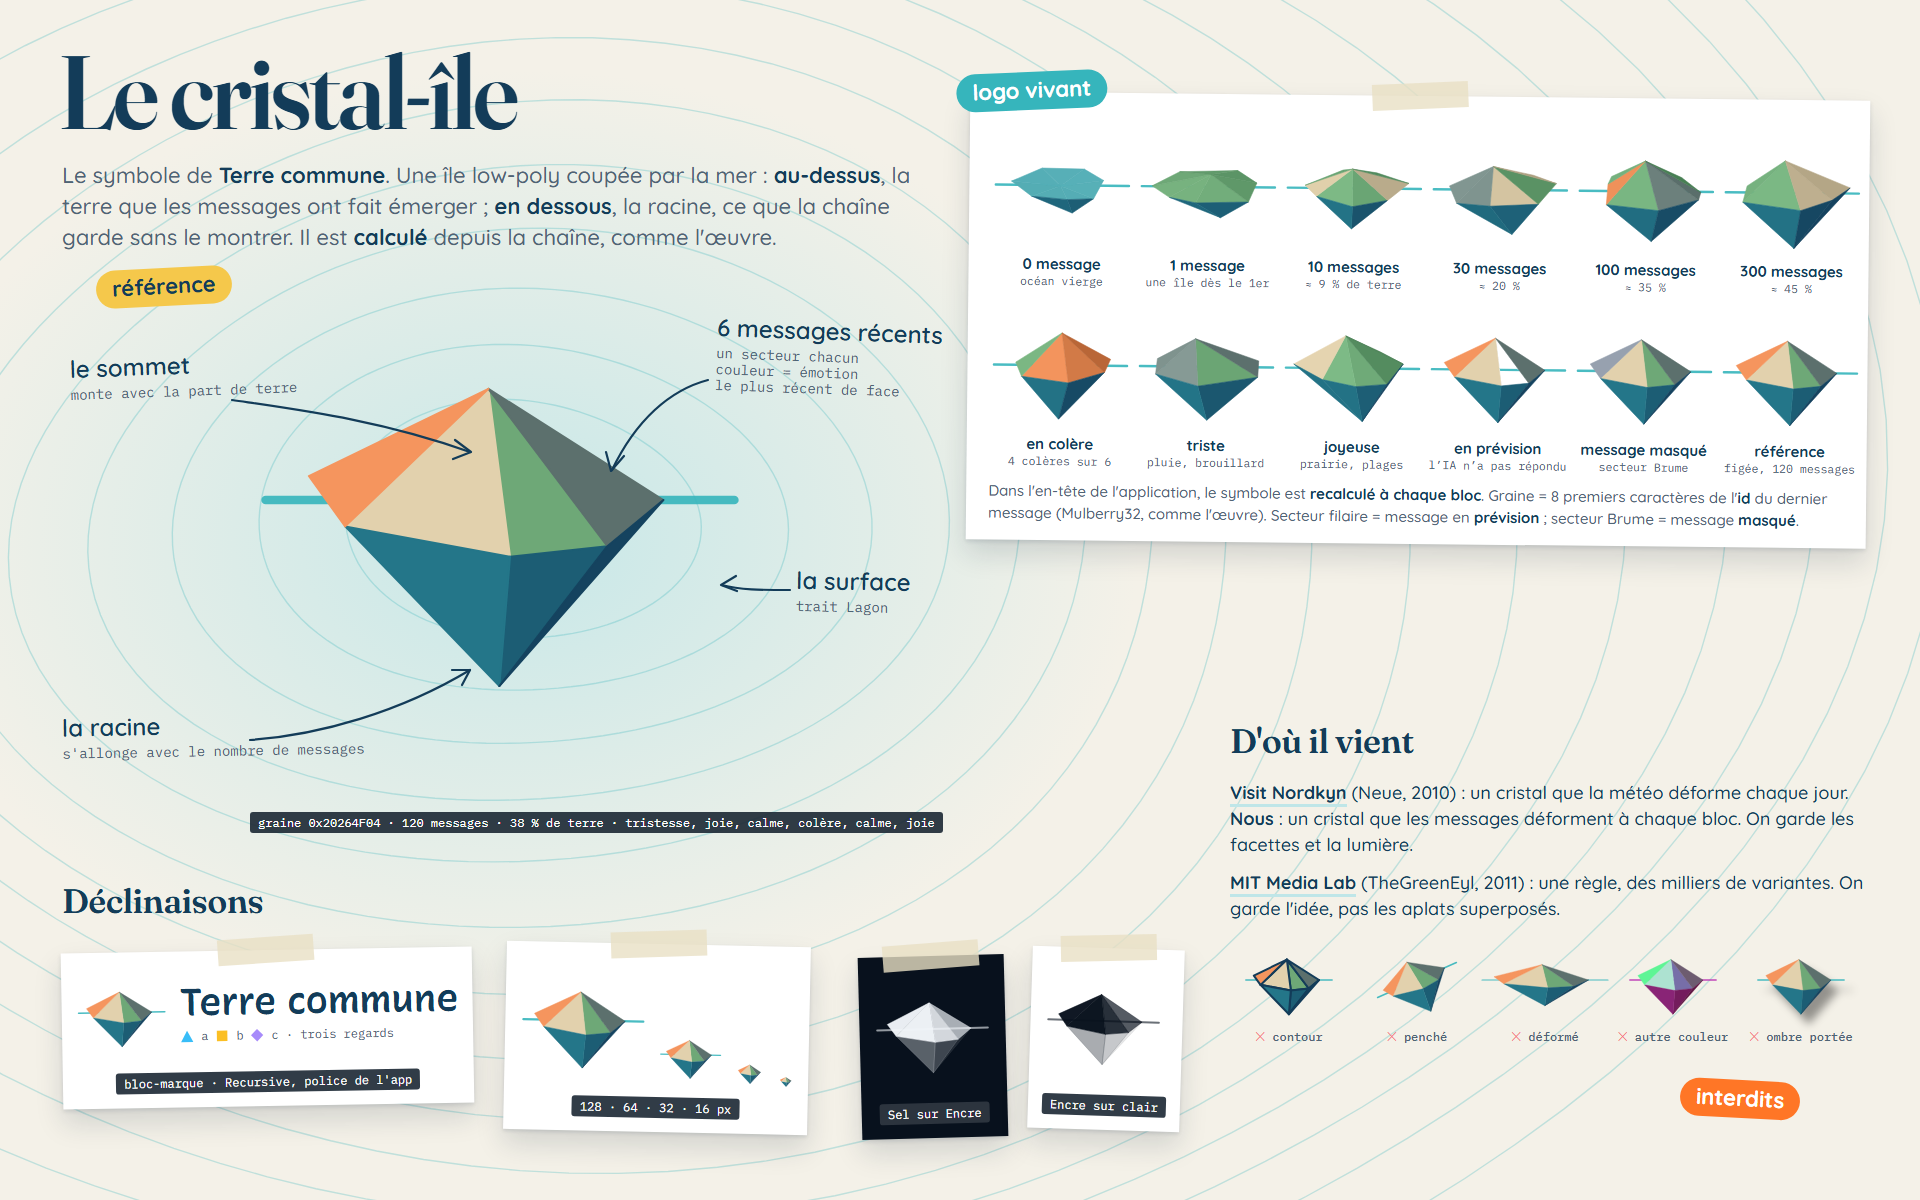 Le cristal-île
Le symbole de Terre commune. Une île low-poly coupée par la mer : au-dessus, la
terre que les messages ont fait émerger ; en dessous, la racine, ce que la chaîne
garde sans le montrer. Il est calculé depuis la chaîne, comme l'œuvre.
référence
le sommet
monte avec la part de terre
6 messages récents
un secteur chacun
couleur = émotion
le plus récent de face
la surface
trait Lagon
la racine
s'allonge avec le nombre de messages
graine 0x20264F04 · 120 messages · 38 % de terre · tristesse, joie, calme, colère, calme, joie
logo vivant
0 message
océan vierge
1 message
une île dès le 1er
10 messages
≈ 9 % de terre
30 messages
≈ 20 %
100 messages
≈ 35 %
300 messages
≈ 45 %
en colère
4 colères sur 6
triste
pluie, brouillard
joyeuse
prairie, plages
en prévision
l’IA n’a pas répondu
message masqué
secteur Brume
référence
figée, 120 messages
Dans l'en-tête de l'application, le symbole est recalculé à chaque bloc. Graine = 8 premiers caractères de l'id du dernier
message (Mulberry32, comme l'œuvre). Secteur filaire = message en prévision ; secteur Brume = message masqué.
D'où il vient
Visit Nordkyn (Neue, 2010) : un cristal que la météo déforme chaque jour.
Nous : un cristal que les messages déforment à chaque bloc. On garde les
facettes et la lumière.
MIT Media Lab (TheGreenEyl, 2011) : une règle, des milliers de variantes. On
garde l'idée, pas les aplats superposés.
× contour
× penché
× déformé
× autre couleur
× ombre portée
interdits
Déclinaisons
Terre commune
a b c · trois regards
bloc-marque · Recursive, police de l'app
128 · 64 · 32 · 16 px
Sel sur Encre
Encre sur clair